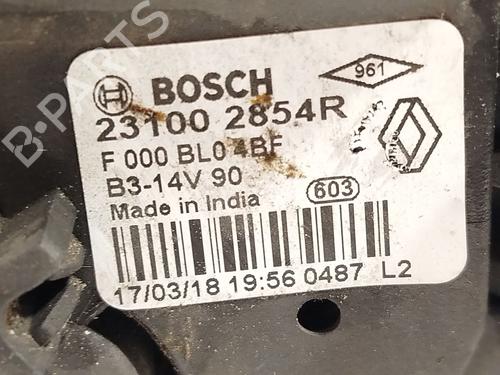 BOSCH
961
23100 2854R
F 000 BL0 4BF
B3-14V 90
603
Made in India
17/03/18 19:56 0487 L2
B-PARTS